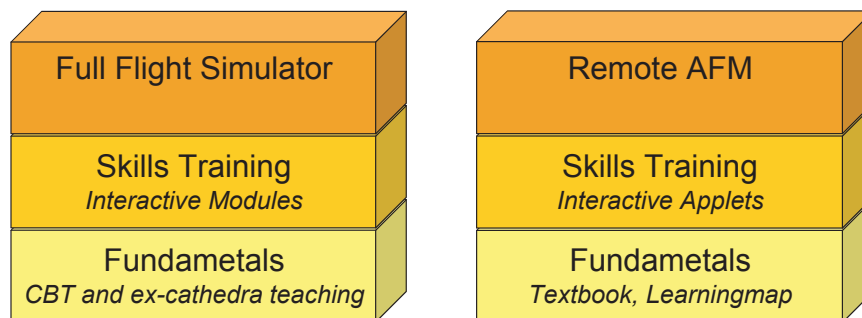 Full Flight Simulator
Skills Training
Interactive Modules
Fundametals
CBT and ex-cathedra teaching
Remote AFM
Skills Training
Interactive Applets
Fundametals
Textbook, Learningmap